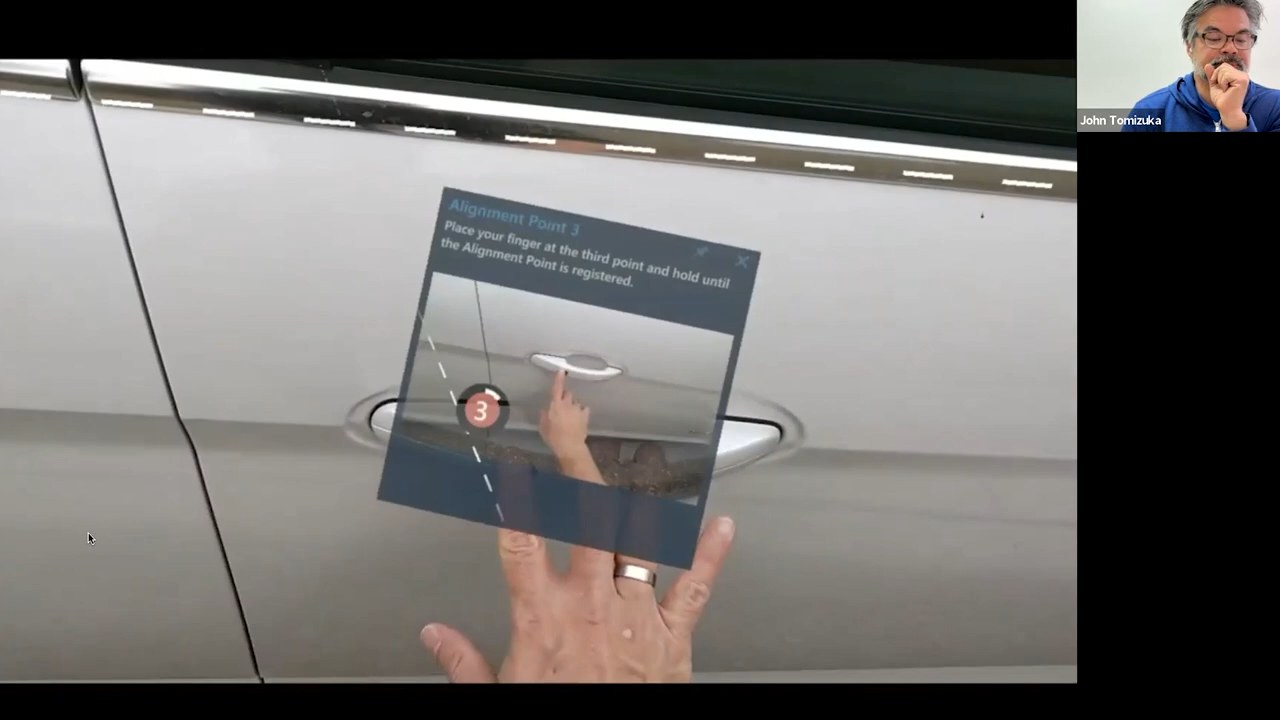 Alignment Point 3
Place your finger at the third point and hold until
the Alignment Point is registered.
3
John Tomizuka